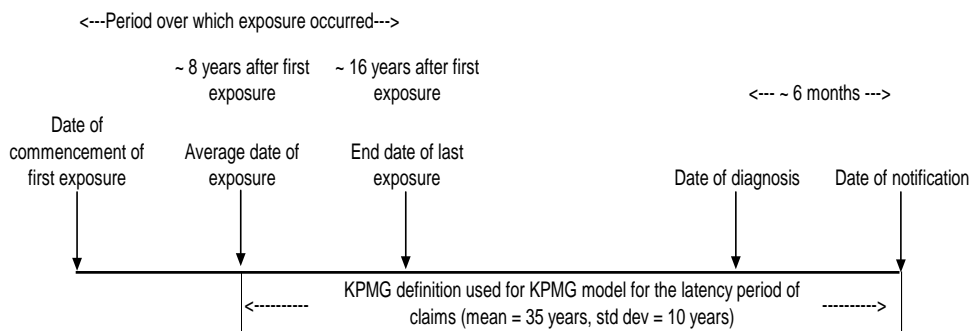 <---Period over which exposure occurred--->
~ 8 years after first
exposure
~ 16 years after first
exposure
<--- ~ 6 months --->
Date of
commencement of
first exposure
Average date of
exposure
End date of last
exposure
Date of diagnosis
Date of notification
<----------
KPMG definition used for KPMG model for the latency period of
claims (mean = 35 years, std dev = 10 years)
---------->